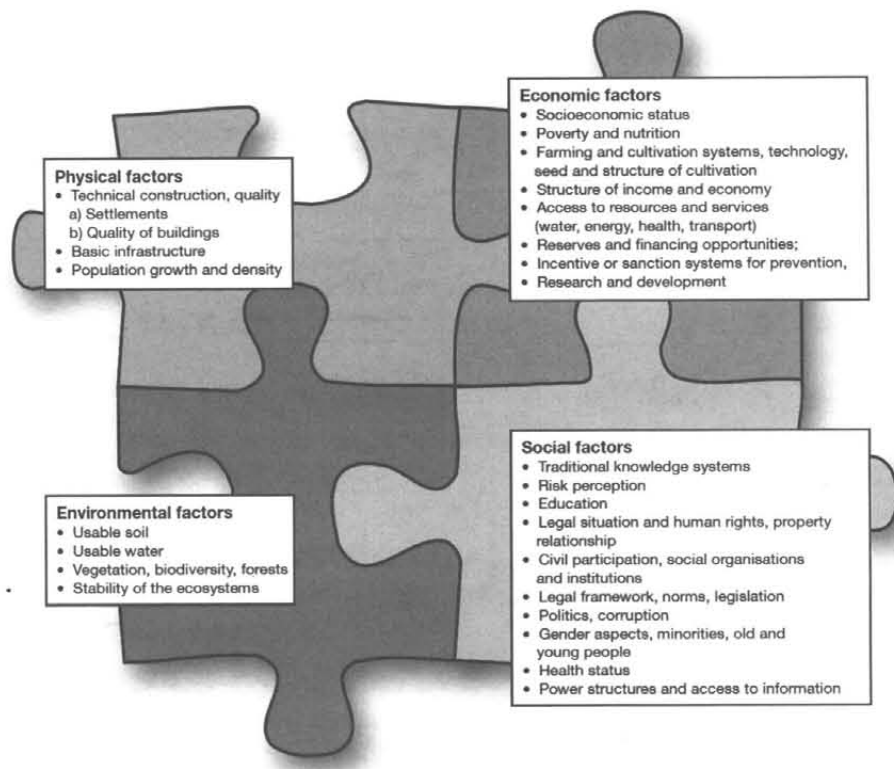 Physical factors
• Technical construction, quality
a) Settlements
b) Quality of buildings
• Basic infrastructure
• Population growth and density
Economic factors
• Socioeconomic status
• Poverty and nutrition
• Farming and cultivation systems, technology,
seed and structure of cultivation
• Structure of income and economy
• Access to resources and services
(water, energy, health, transport)
• Reserves and financing opportunities;
• Incentive or sanction systems for prevention,
• Research and development
Environmental factors
• Usable soil
• Usable water
• Vegetation, biodiversity, forests
• Stability of the ecosystems
Social factors
• Traditional knowledge systems
• Risk perception
• Education
• Legal situation and human rights, property
relationship
• Civil participation, social organisations
and institutions
• Legal framework, norms, legislation
• Politics, corruption
• Gender aspects, minorities, old and
young people
• Health status
• Power structures and access to information